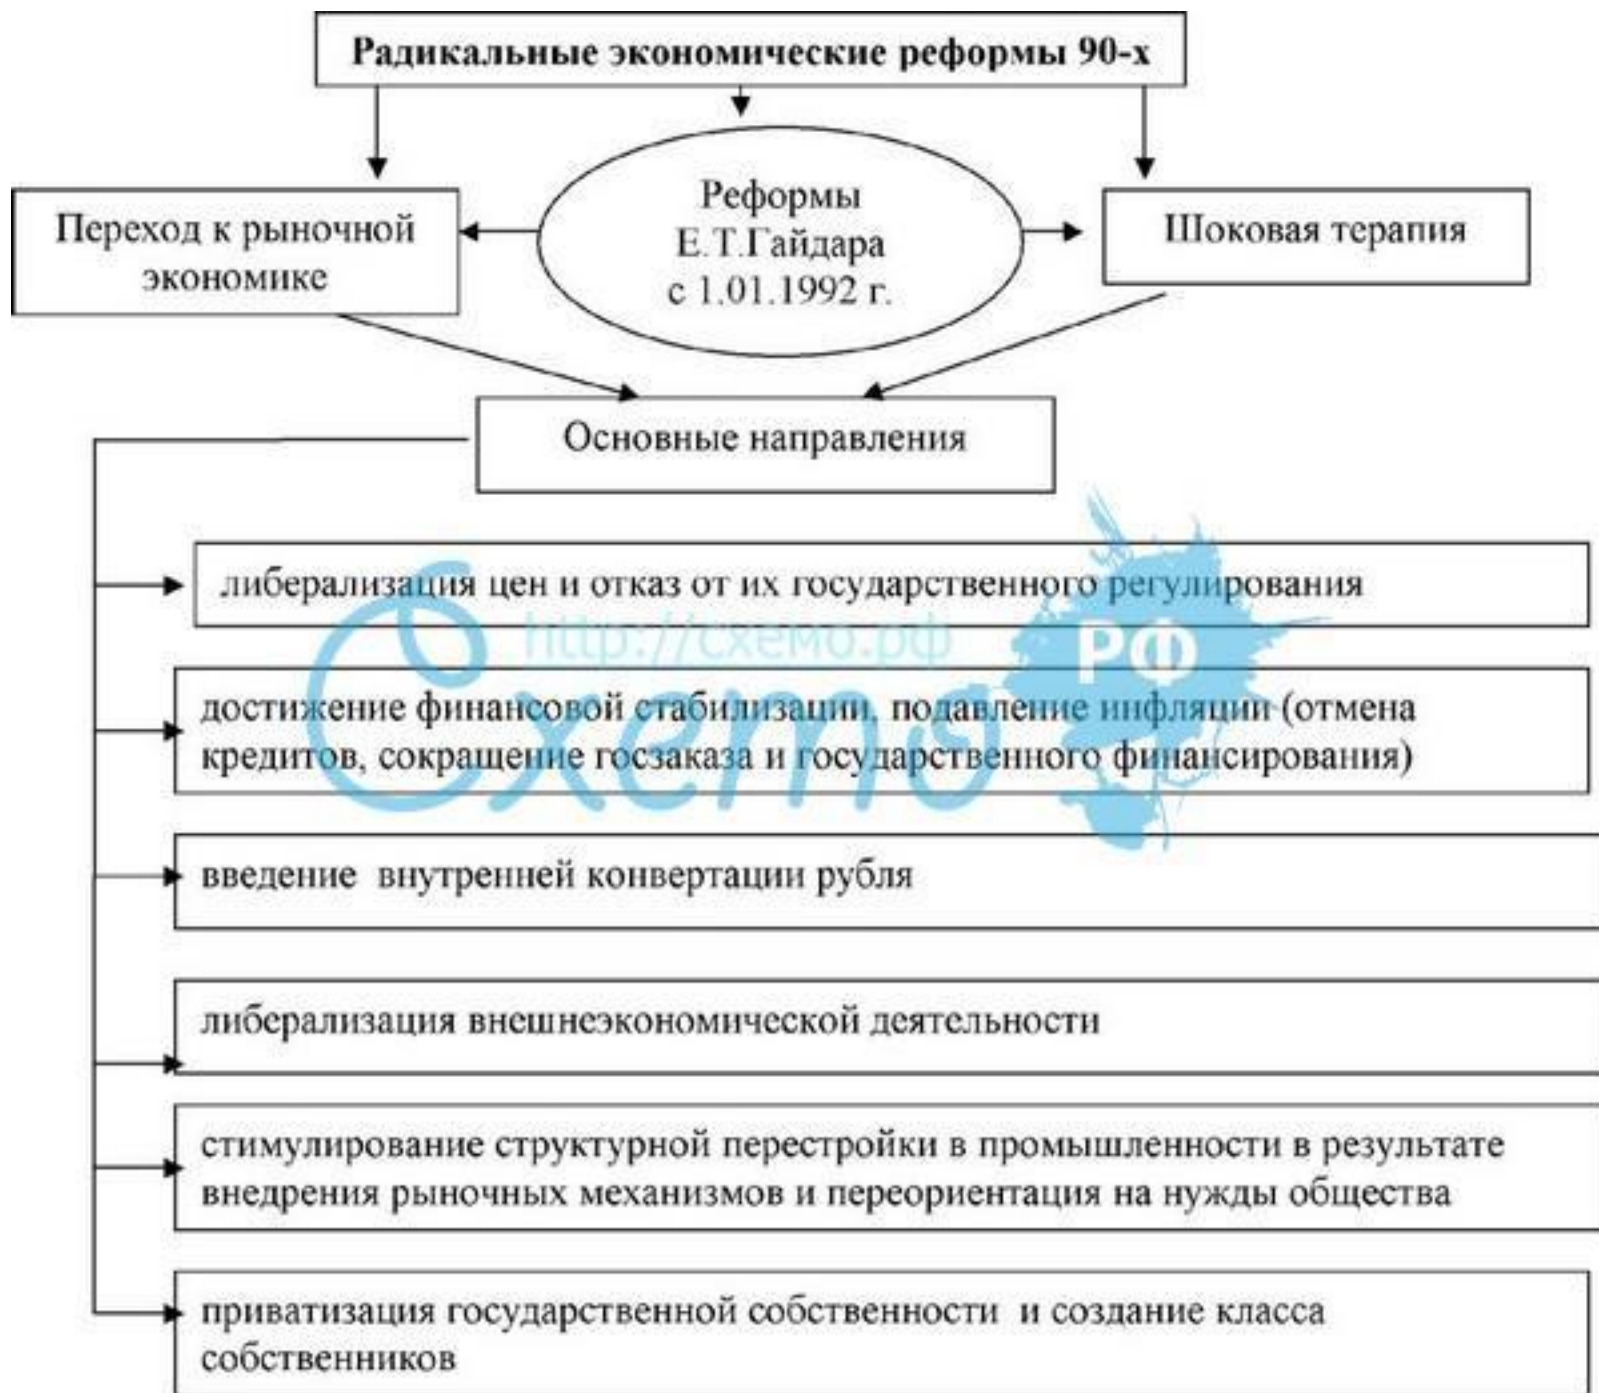 Радикальные экономические реформы 90-х
Переход к рыночной
экономике
Реформы
Е.Т.Гайдара
с 1.01.1992 г.
Шоковая терапия
Основные направления
либерализация цен и отказ от их государственного регулирования
http://схемо.рф
РФ
Схемо
достижение финансовой стабилизации, подавление инфляции (отмена
кредитов, сокращение госзаказа и государственного финансирования)
введение внутренней конвертации рубля
либерализация внешнеэкономической деятельности
стимулирование структурной перестройки в промышленности в результате
внедрения рыночных механизмов и переориентация на нужды общества
приватизация государственной собственности и создание класса
собственников